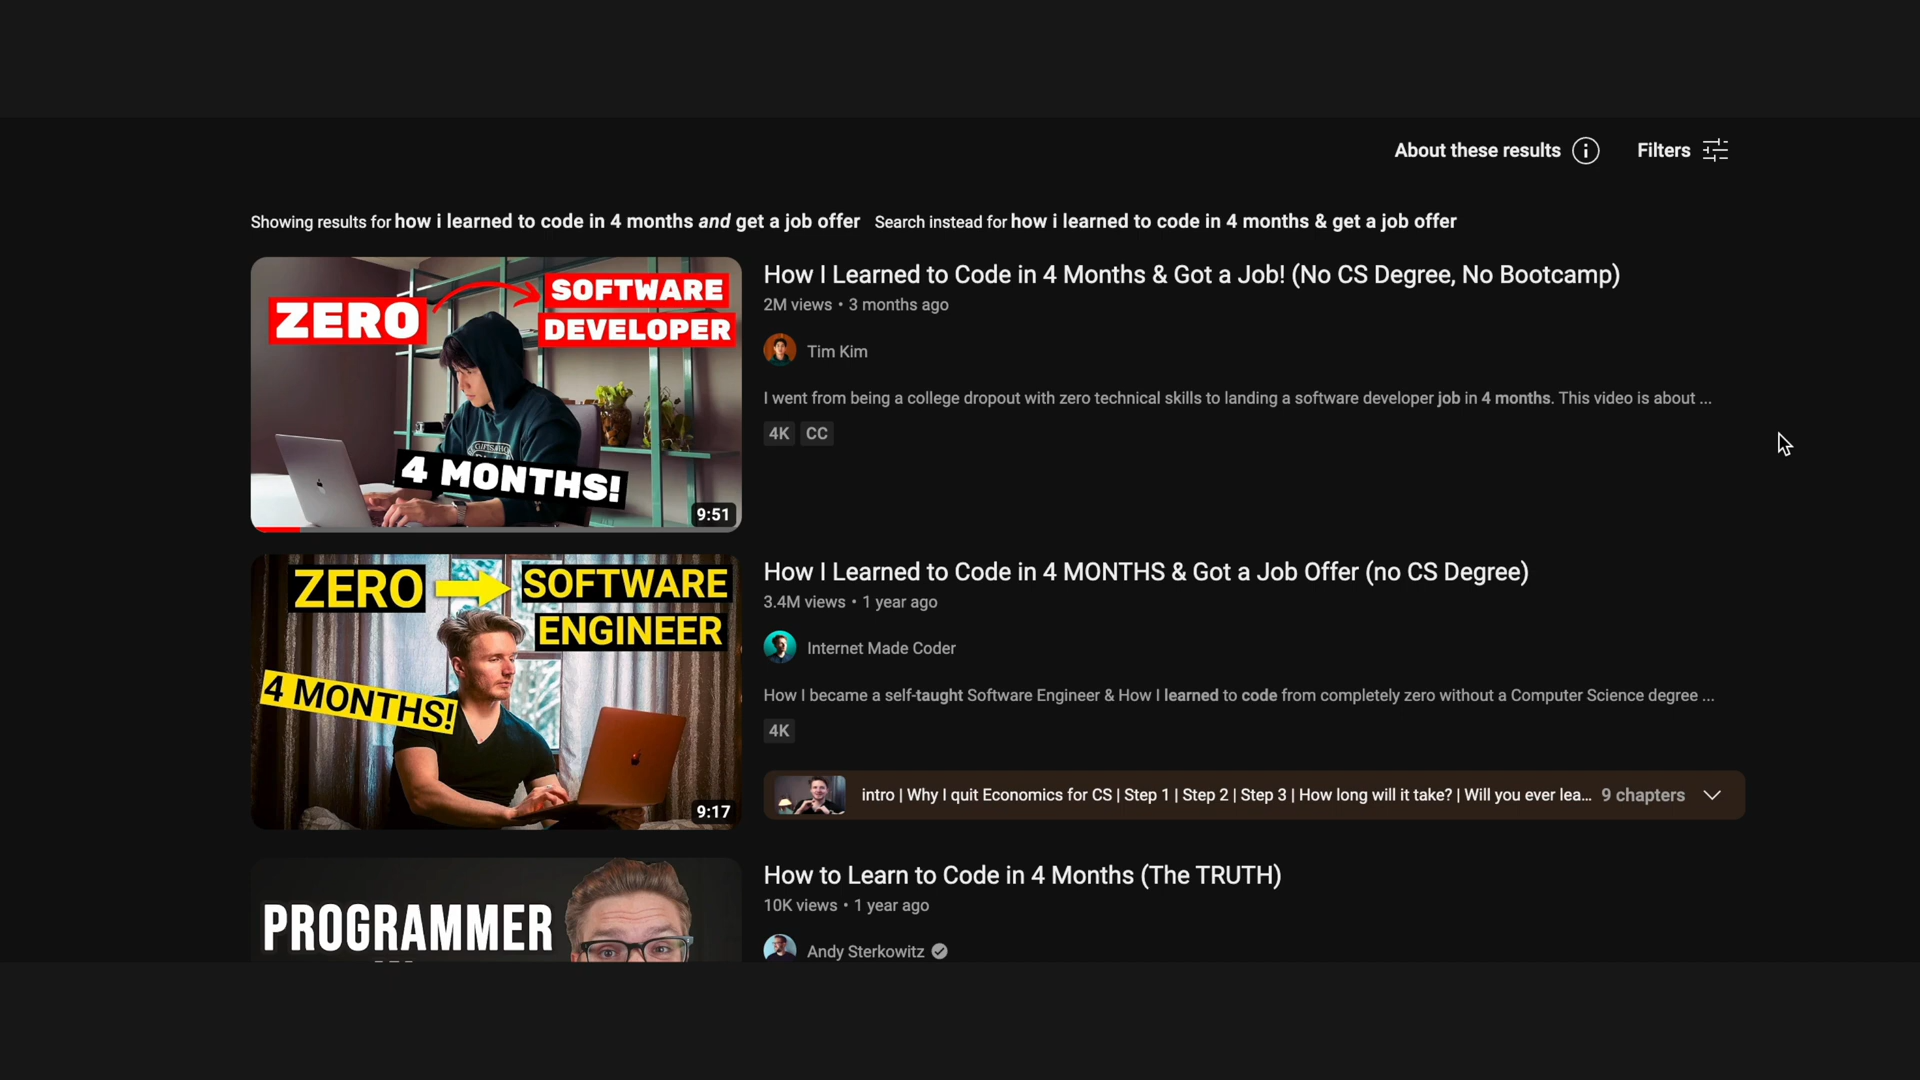 About these results
Filters
Showing results for how i learned to code in 4 months and get a job offer Search instead for how i learned to code in 4 months & get a job offer
ZERO
SOFTWARE
DEVELOPER
4 MONTHS!
9:51
How I Learned to Code in 4 Months & Got a Job! (No CS Degree, No Bootcamp)
2M views • 3 months ago
Tim Kim
I went from being a college dropout with zero technical skills to landing a software developer job in 4 months. This video is about ...
4K CC
ZERO
SOFTWARE
ENGINEER
4 MONTHS!
9:17
How I Learned to Code in 4 MONTHS & Got a Job Offer (no CS Degree)
3.4M views • 1 year ago
Internet Made Coder
How I became a self-taught Software Engineer & How I learned to code from completely zero without a Computer Science degree ...
4K
intro | Why I quit Economics for CS | Step 1 | Step 2 | Step 3 | How long will it take? | Will you ever lea... 9 chapters
PROGRAMMER
How to Learn to Code in 4 Months (The TRUTH)
10K views • 1 year ago
Andy Sterkowitz